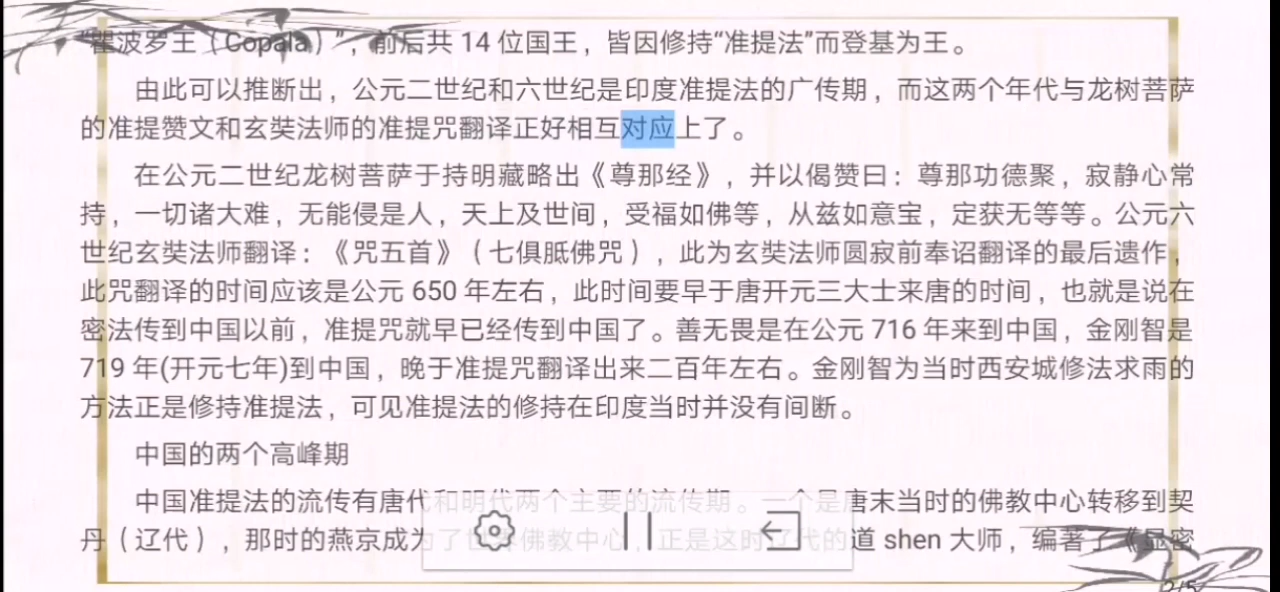 “瞿波罗王（Copala）”，前后共 14 位国王，皆因修持“准提法”而登基为王。
由此可以推断出，公元二世纪和六世纪是印度准提法的广传期，而这两个年代与龙树菩萨
的准提赞文和玄奘法师的准提咒翻译正好相互对应上了。
在公元二世纪龙树菩萨于持明藏略出《尊那经》，并以偈赞曰：尊那功德聚，寂静心常
持，一切诸大难，无能侵是人，天上及世间，受福如佛等，从兹如意宝，定获无等等。公元六
世纪玄奘法师翻译：《咒五首》（七俱胝佛咒），此为玄奘法师圆寂前奉诏翻译的最后遗作，
此咒翻译的时间应该是公元 650 年左右，此时间要早于唐开元三大士来唐的时间，也就是说在
密法传到中国以前，准提咒就早已经传到中国了。善无畏是在公元 716 年来到中国，金刚智是
719 年(开元七年)到中国，晚于准提咒翻译出来二百年左右。金刚智为当时西安城修法求雨的
方法正是修持准提法，可见准提法的修持在印度当时并没有间断。
中国的两个高峰期
中国准提法的流传有唐代和明代两个主要的流传期。一个是唐末当时的佛教中心转移到契
丹（辽代），那时的燕京成为了世界佛教中心，正是这时辽代的道 shen 大师，编著了《显密
2/5